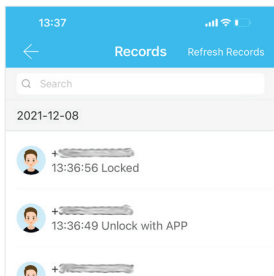 13:37
Records Refresh Records
Search
2021-12-08
+
13:36:56 Locked
+
13:36:49 Unlock with APP
+